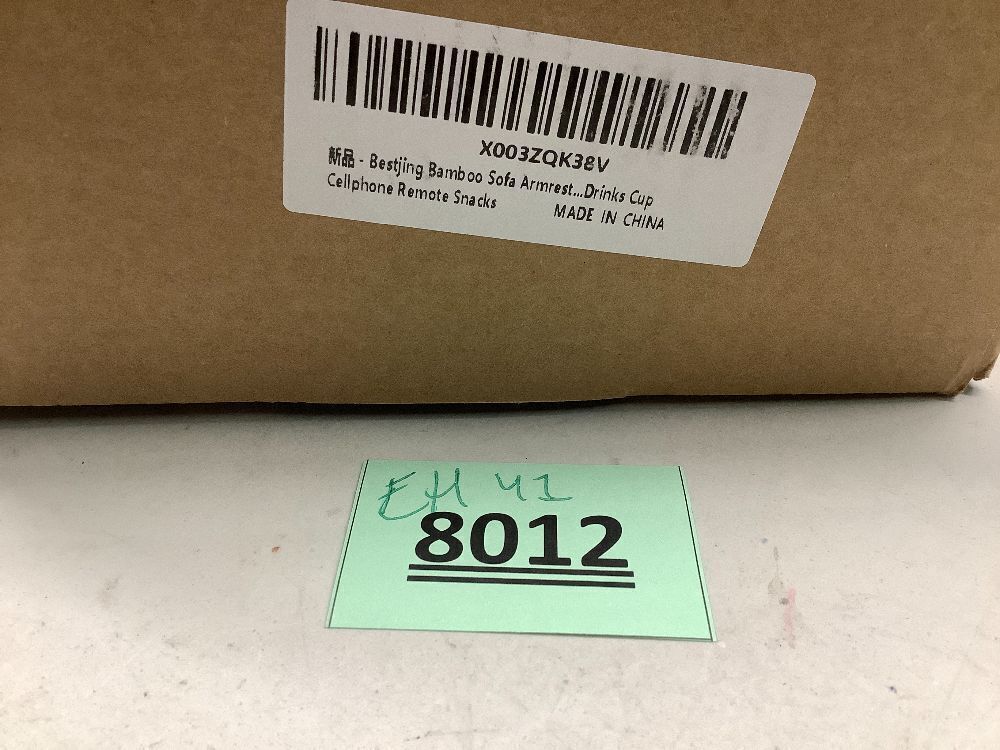 X003ZQK38V
新品 - Bestjing Bamboo Sofa Armrest...Drinks Cup
Cellphone Remote Snacks MADE IN CHINA
EH 41
8012